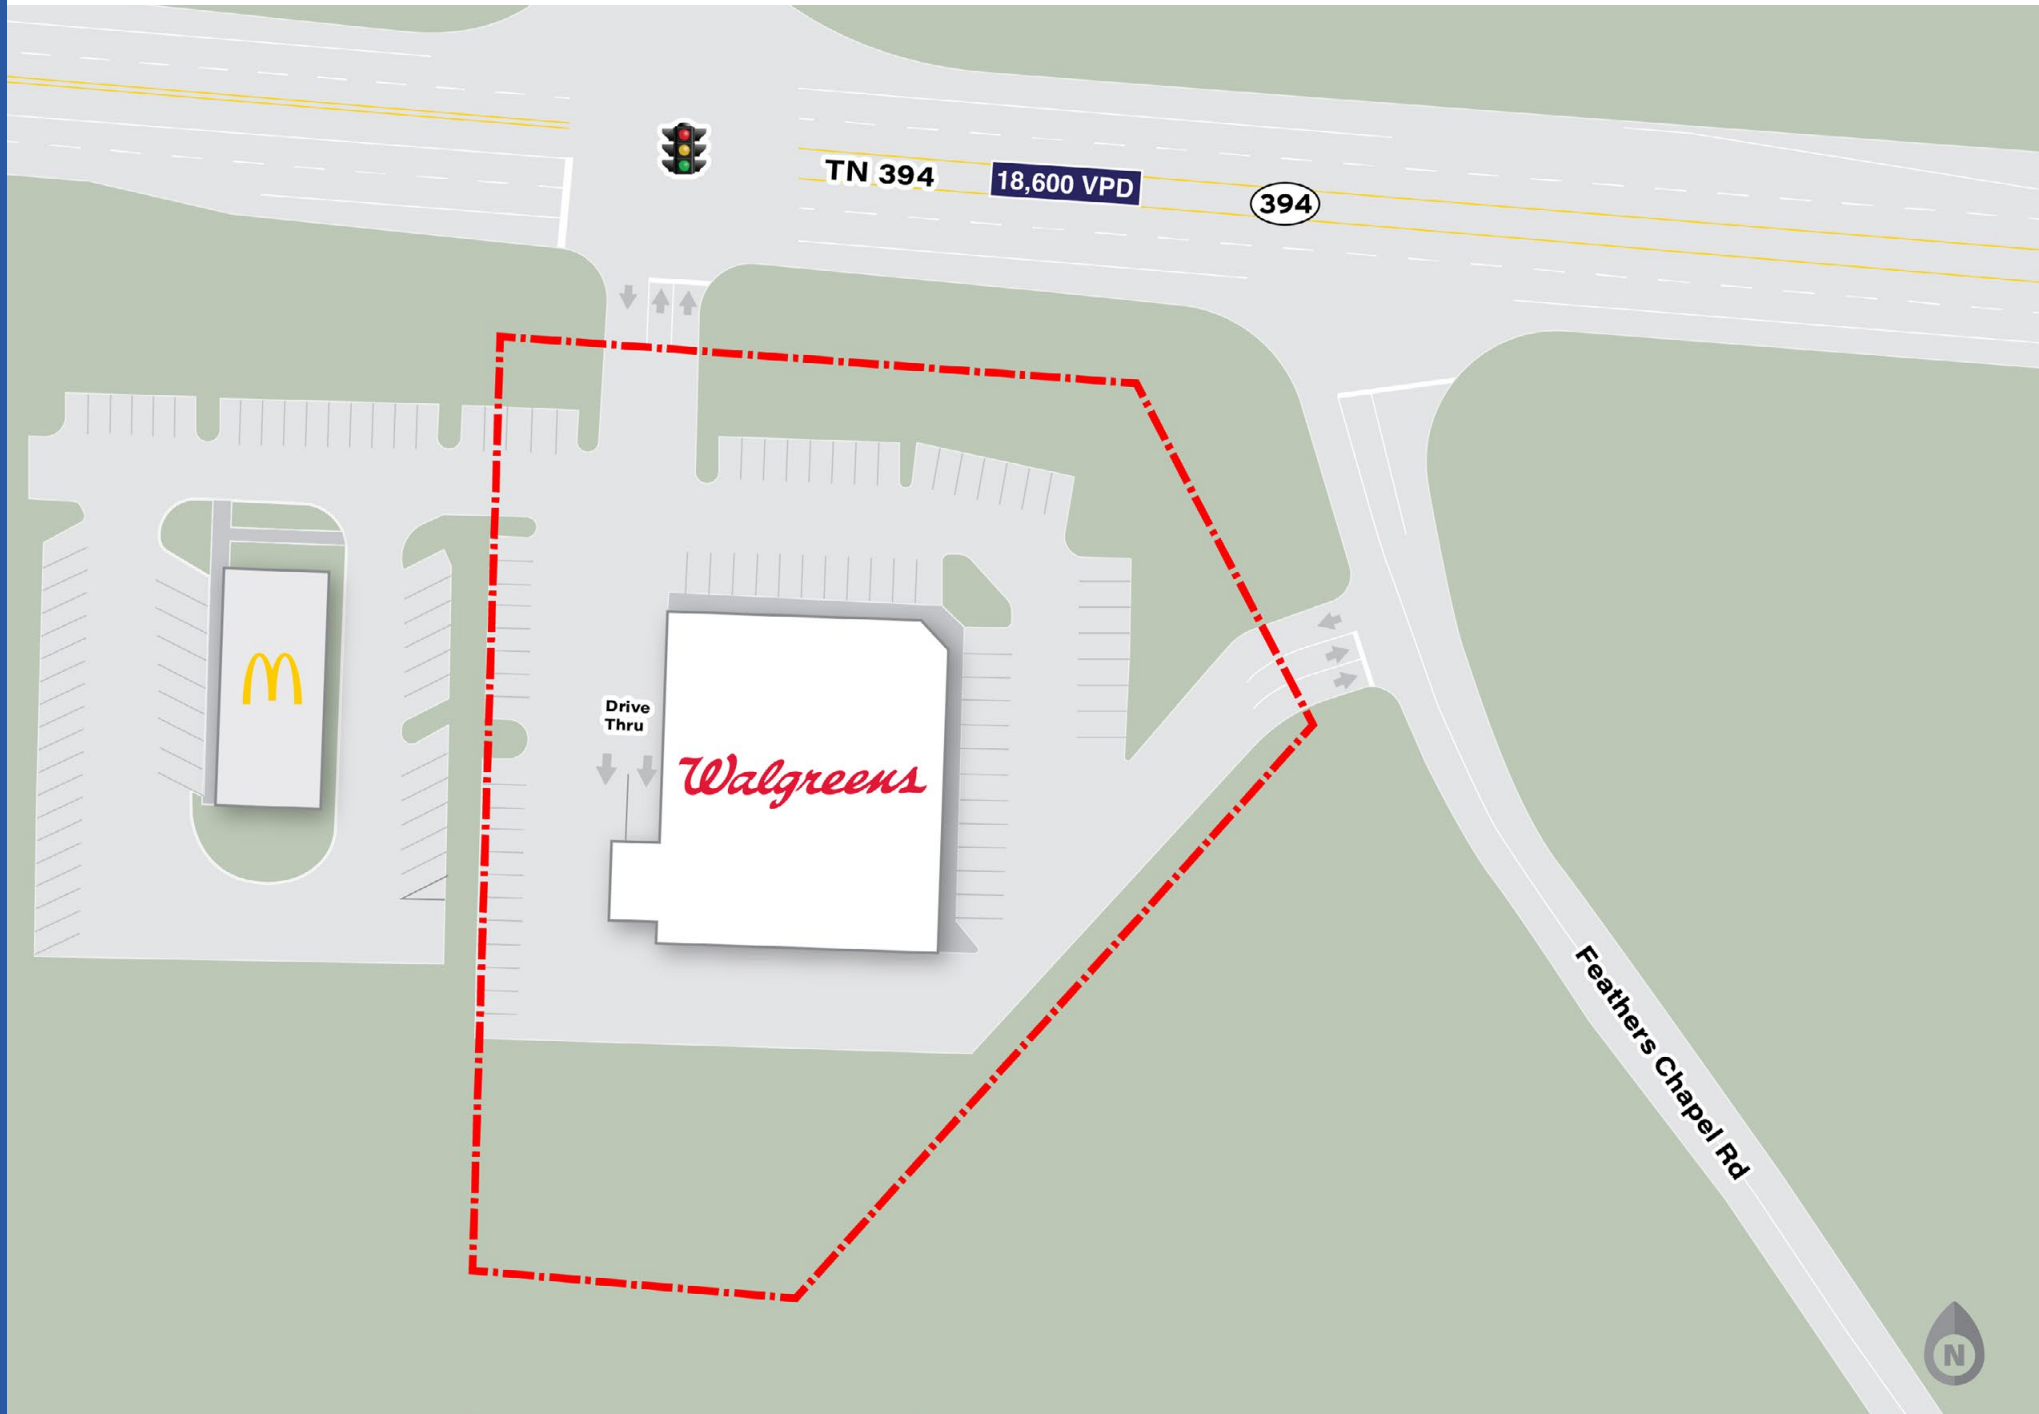 TN 394
18,600 VPD
394
Drive
Thru
Walgreens
Feathers Chapel Rd
N